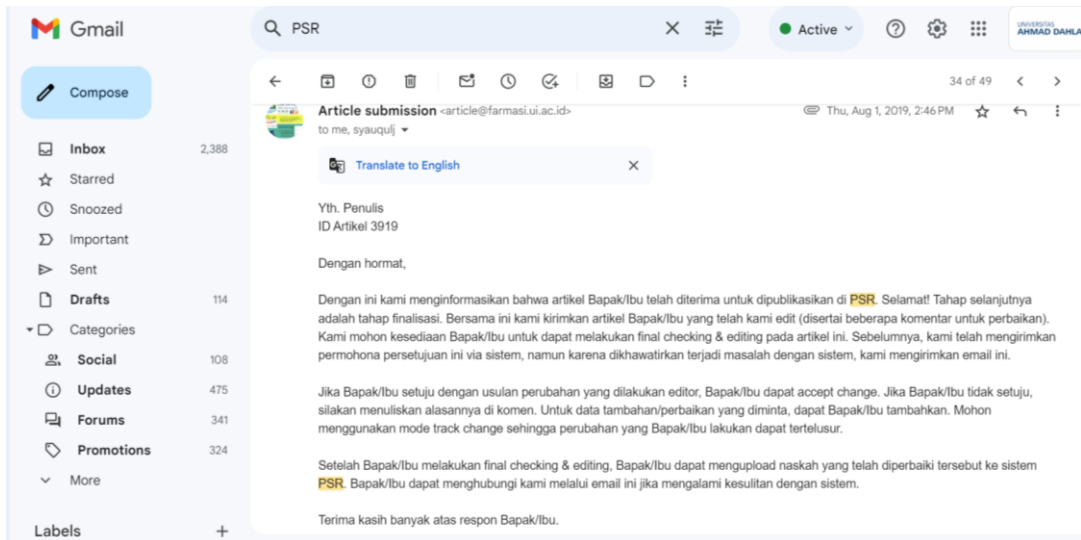 Gmail
PSR
Active
UNIVERSITAS
AHMAD DAHLA
Compose
34 of 49
Inbox 2,388
Starred
Snoozed
Important
Sent
Drafts 114
Categories
Social 108
Updates 475
Forums 341
Promotions 324
More
Labels
Article submission <article@farmasi.ui.ac.id>
Thu, Aug 1, 2019, 2:46 PM
to me, syauqulj
Translate to English
Yth. Penulis
ID Artikel 3919
Dengan hormat,
Dengan ini kami menginformasikan bahwa artikel Bapak/Ibu telah diterima untuk dipublikasikan di PSR. Selamat! Tahap selanjutnya
adalah tahap finalisasi. Bersama ini kami kirimkan artikel Bapak/Ibu yang telah kami edit (disertai beberapa komentar untuk perbaikan).
Kami mohon kesediaan Bapak/Ibu untuk dapat melakukan final checking & editing pada artikel ini. Sebelumnya, kami telah mengirimkan
permohona persetujuan ini via sistem, namun karena dikhawatirkan terjadi masalah dengan sistem, kami mengirimkan email ini.
Jika Bapak/Ibu setuju dengan usulan perubahan yang dilakukan editor, Bapak/Ibu dapat accept change. Jika Bapak/Ibu tidak setuju,
silakan menuliskan alasannya di komen. Untuk data tambahan/perbaikan yang diminta, dapat Bapak/Ibu tambahkan. Mohon
menggunakan mode track change sehingga perubahan yang Bapak/Ibu lakukan dapat tertelusur.
Setelah Bapak/Ibu melakukan final checking & editing, Bapak/Ibu dapat mengupload naskah yang telah diperbaiki tersebut ke sistem
PSR. Bapak/Ibu dapat menghubungi kami melalui email ini jika mengalami kesulitan dengan sistem.
Terima kasih banyak atas respon Bapak/Ibu.